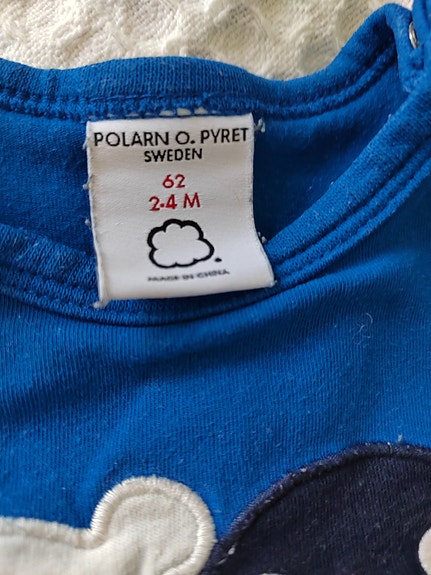 POLARN O. PYRET
SWEDEN
62
2-4 M
MADE IN CHINA